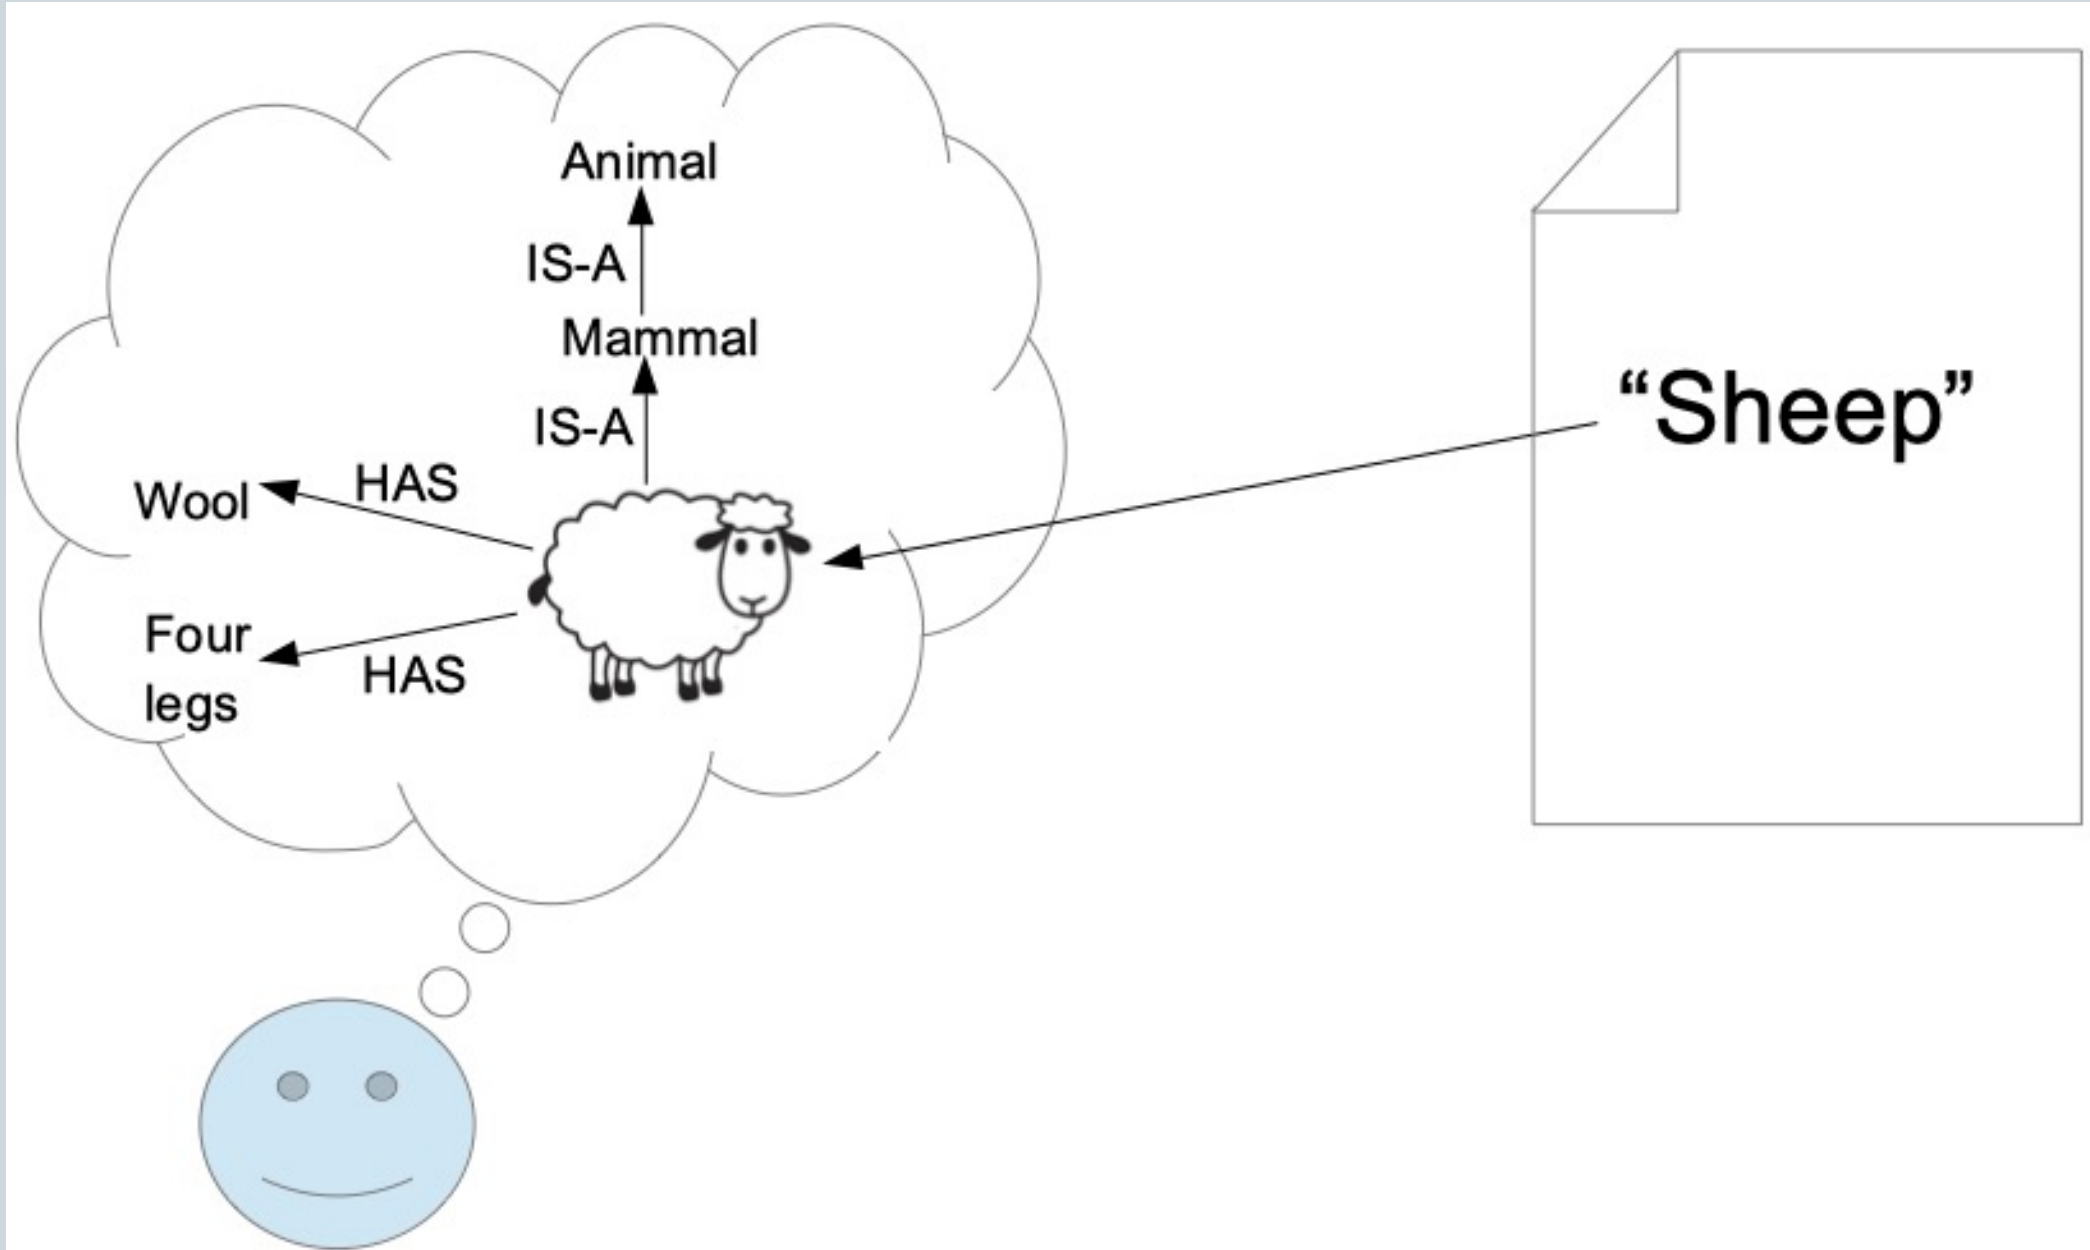 Animal
IS-A
Mammal
“Sheep”
IS-A
Wool
HAS
Four
legs
HAS